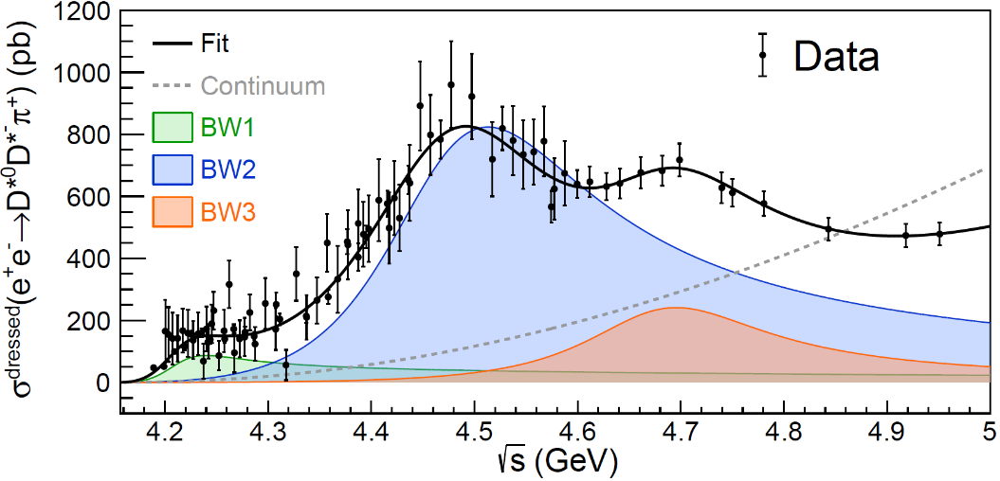 σ^dressed(e⁺e⁻→D*⁰D*⁻π⁺) (pb)
1200
1000
800
600
400
200
0
Fit
Continuum
BW1
BW2
BW3
Data
4.2 4.3 4.4 4.5 4.6 4.7 4.8 4.9 5
√s (GeV)